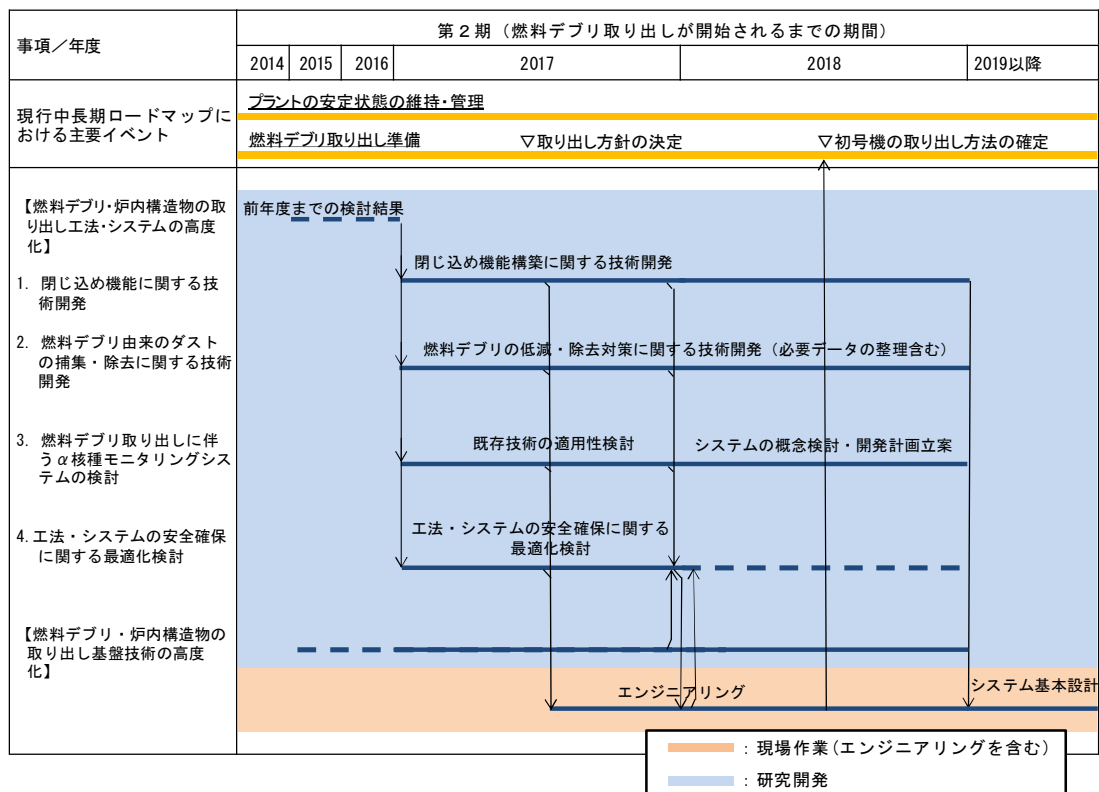 事項／年度
第２期（燃料デブリ取り出しが開始されるまでの期間）
2014 2015 2016 2017 2018 2019以降
現行中長期ロードマップに
おける主要イベント
プラントの安定状態の維持・管理
燃料デブリ取り出し準備 ▽取り出し方針の決定 ▽初号機の取り出し方法の確定
【燃料デブリ・炉内構造物の取
り出し工法・システムの高度
化】
前年度までの検討結果
1. 閉じ込め機能に関する技
術開発
閉じ込め機能構築に関する技術開発
2. 燃料デブリ由来のダスト
の捕集・除去に関する技術
開発
燃料デブリの低減・除去対策に関する技術開発（必要データの整理含む）
3. 燃料デブリ取り出しに伴
うα核種モニタリングシス
テムの検討
既存技術の適用性検討 システムの概念検討・開発計画立案
4.工法・システムの安全確保
に関する最適化検討
工法・システムの安全確保に関する
最適化検討
【燃料デブリ・炉内構造物の
取り出し基盤技術の高度
化】
エンジニアリング システム基本設計
：現場作業（エンジニアリングを含む）
：研究開発